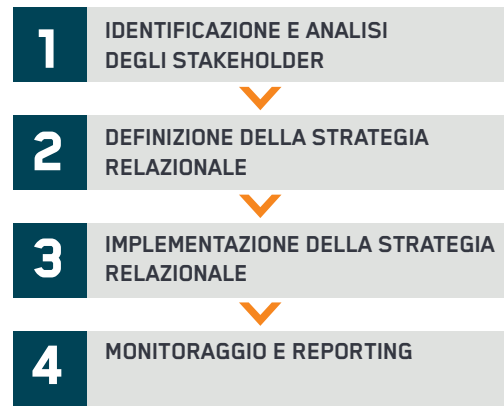 1
IDENTIFICAZIONE E ANALISI
DEGLI STAKEHOLDER
2
DEFINIZIONE DELLA STRATEGIA
RELAZIONALE
3
IMPLEMENTAZIONE DELLA STRATEGIA
RELAZIONALE
4
MONITORAGGIO E REPORTING